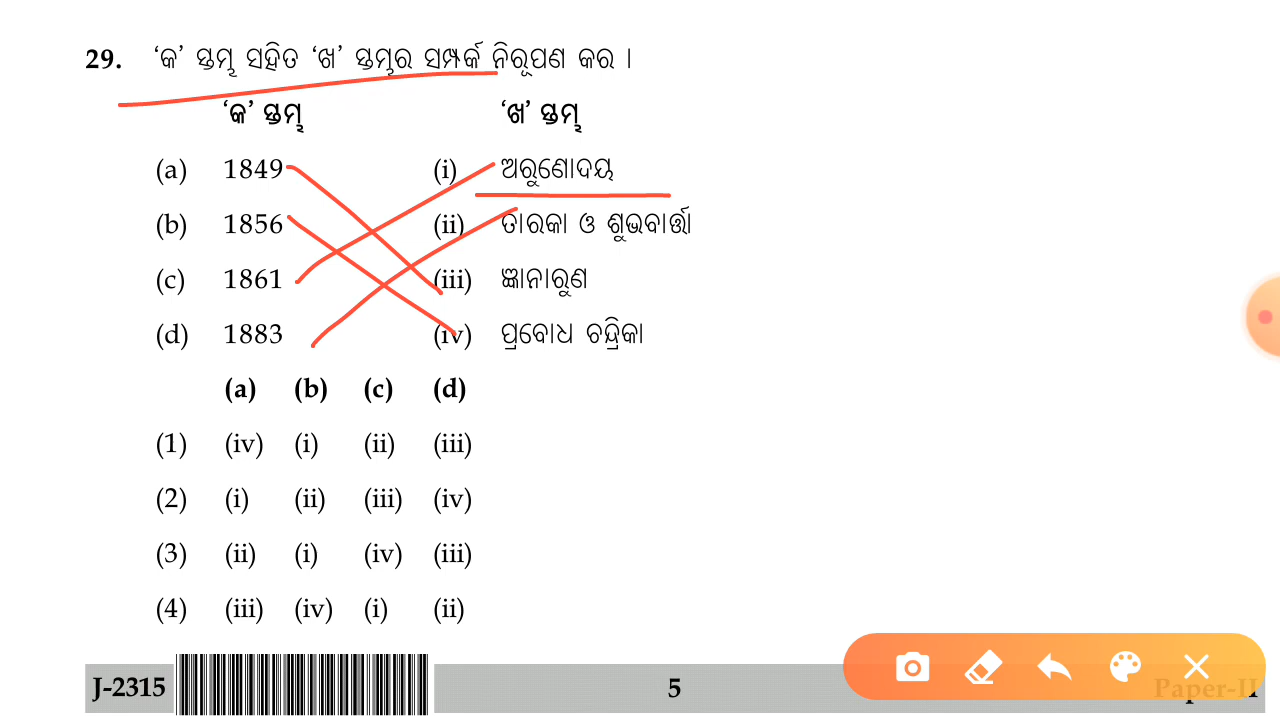 29. ‘କ’ ସ୍ତମ୍ଭ ସହିତ ‘ଖ’ ସ୍ତମ୍ଭର ସମ୍ପର୍କ ନିରୂପଣ କର ।
‘କ’ ସ୍ତମ୍ଭ ‘ଖ’ ସ୍ତମ୍ଭ
(a) 1849 (i) ଅରୁଣୋଦୟ
(b) 1856 (ii) ତାରକା ଓ ଶୁଭବାର୍ତ୍ତା
(c) 1861 (iii) ଜ୍ଞାନାରୁଣ
(d) 1883 (iv) ପ୍ରବୋଧ ଚନ୍ଦ୍ରିକା
(a) (b) (c) (d)
(1) (iv) (i) (ii) (iii)
(2) (i) (ii) (iii) (iv)
(3) (ii) (i) (iv) (iii)
(4) (iii) (iv) (i) (ii)
J-2315 5 Paper-II